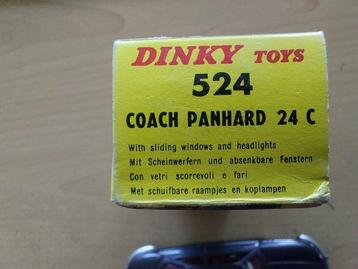 DINKY TOYS
524
COACH PANHARD 24 C
With sliding windows and headlights
Mit Scheinwerfern und absenkbare Fenstern
Con vetri scorrevoli e fari
Met schuifbare raampjes en koplampen